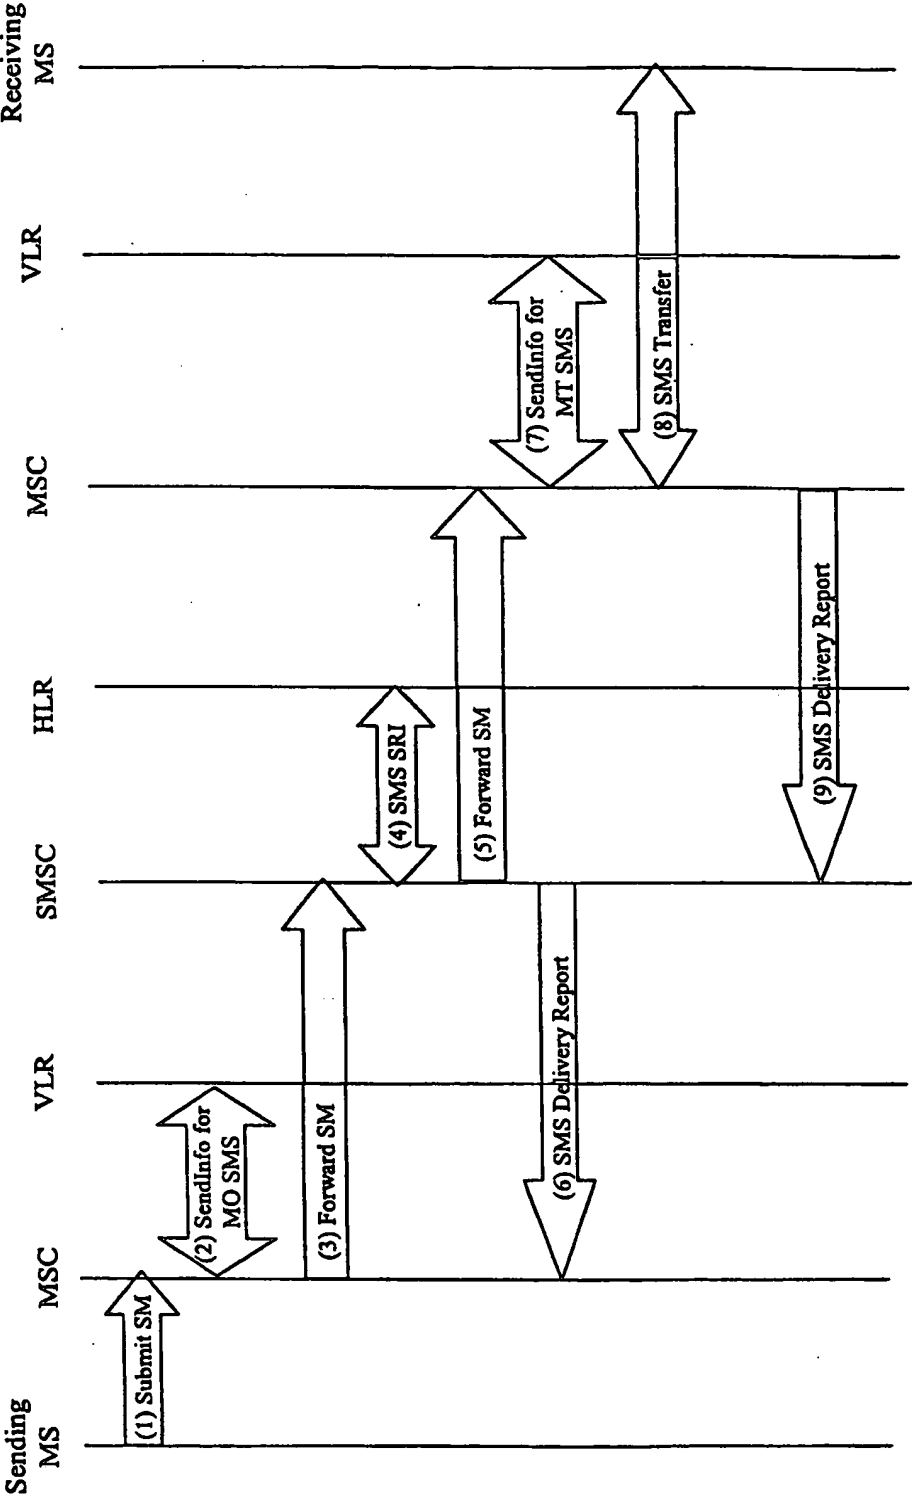 Sending
MS
MSC
VLR
SMSC
HLR
MSC
VLR
Receiving
MS
(1) Submit SM
(2) SendInfo for
MO SMS
(3) Forward SM
(4) SMS SRI
(5) Forward SM
(6) SMS Delivery Report
(7) SendInfo for
MT SMS
(8) SMS Transfer
(9) SMS Delivery Report